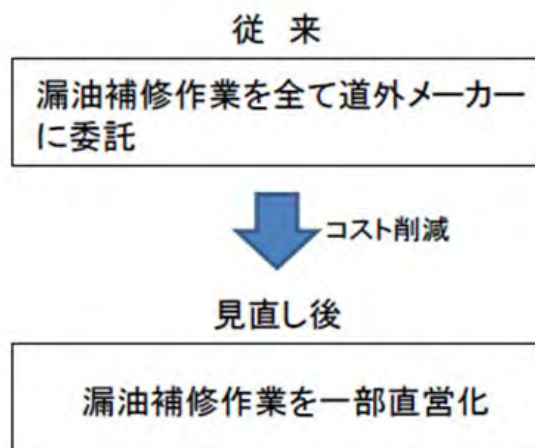 従 来
漏油補修作業を全て道外メーカー
に委託
コスト削減
見直し後
漏油補修作業を一部直営化